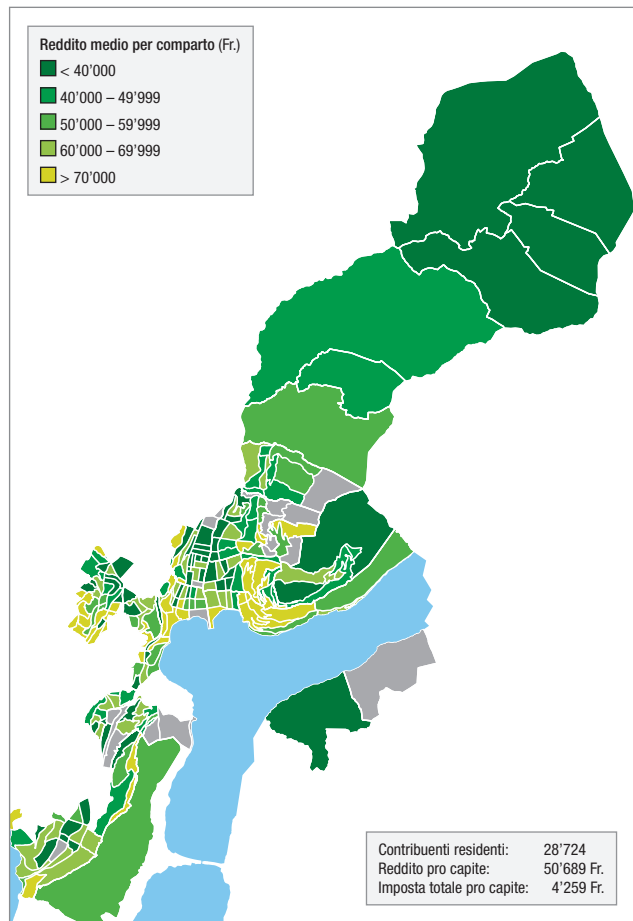 Reddito medio per comparto (Fr.)
< 40’000
40’000 – 49’999
50’000 – 59’999
60’000 – 69’999
> 70’000
Contribuenti residenti: 28’724
Reddito pro capite: 50’689 Fr.
Imposta totale pro capite: 4’259 Fr.